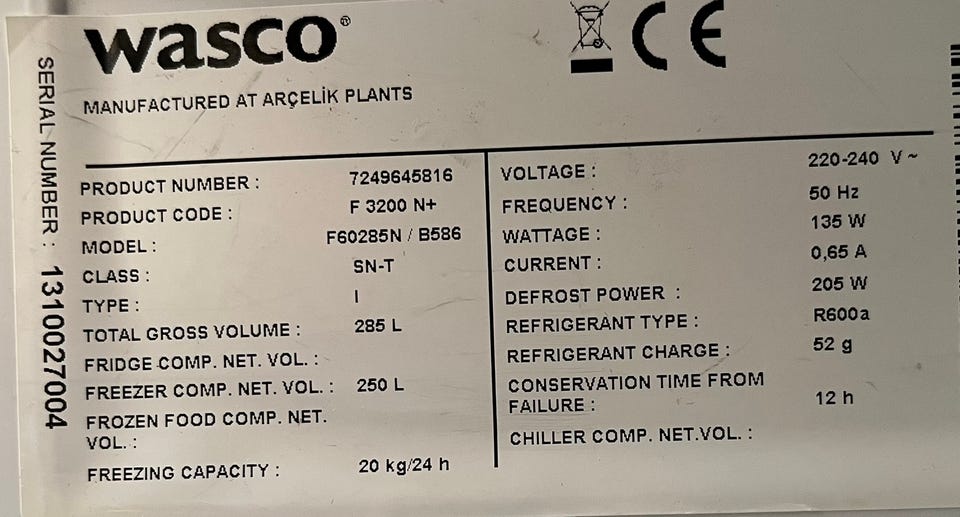 wasco®
CE
MANUFACTURED AT ARÇELİK PLANTS
SERIAL NUMBER : 1310027004
PRODUCT NUMBER : 7249645816
PRODUCT CODE : F 3200 N+
MODEL : F60285N / B586
CLASS : SN-T
TYPE : I
TOTAL GROSS VOLUME : 285 L
FRIDGE COMP. NET. VOL. :
FREEZER COMP. NET. VOL. : 250 L
FROZEN FOOD COMP. NET.
VOL. :
FREEZING CAPACITY : 20 kg/24 h
VOLTAGE : 220-240 V ~
FREQUENCY : 50 Hz
WATTAGE : 135 W
CURRENT : 0,65 A
DEFROST POWER : 205 W
REFRIGERANT TYPE : R600a
REFRIGERANT CHARGE : 52 g
CONSERVATION TIME FROM
FAILURE : 12 h
CHILLER COMP. NET.VOL. :